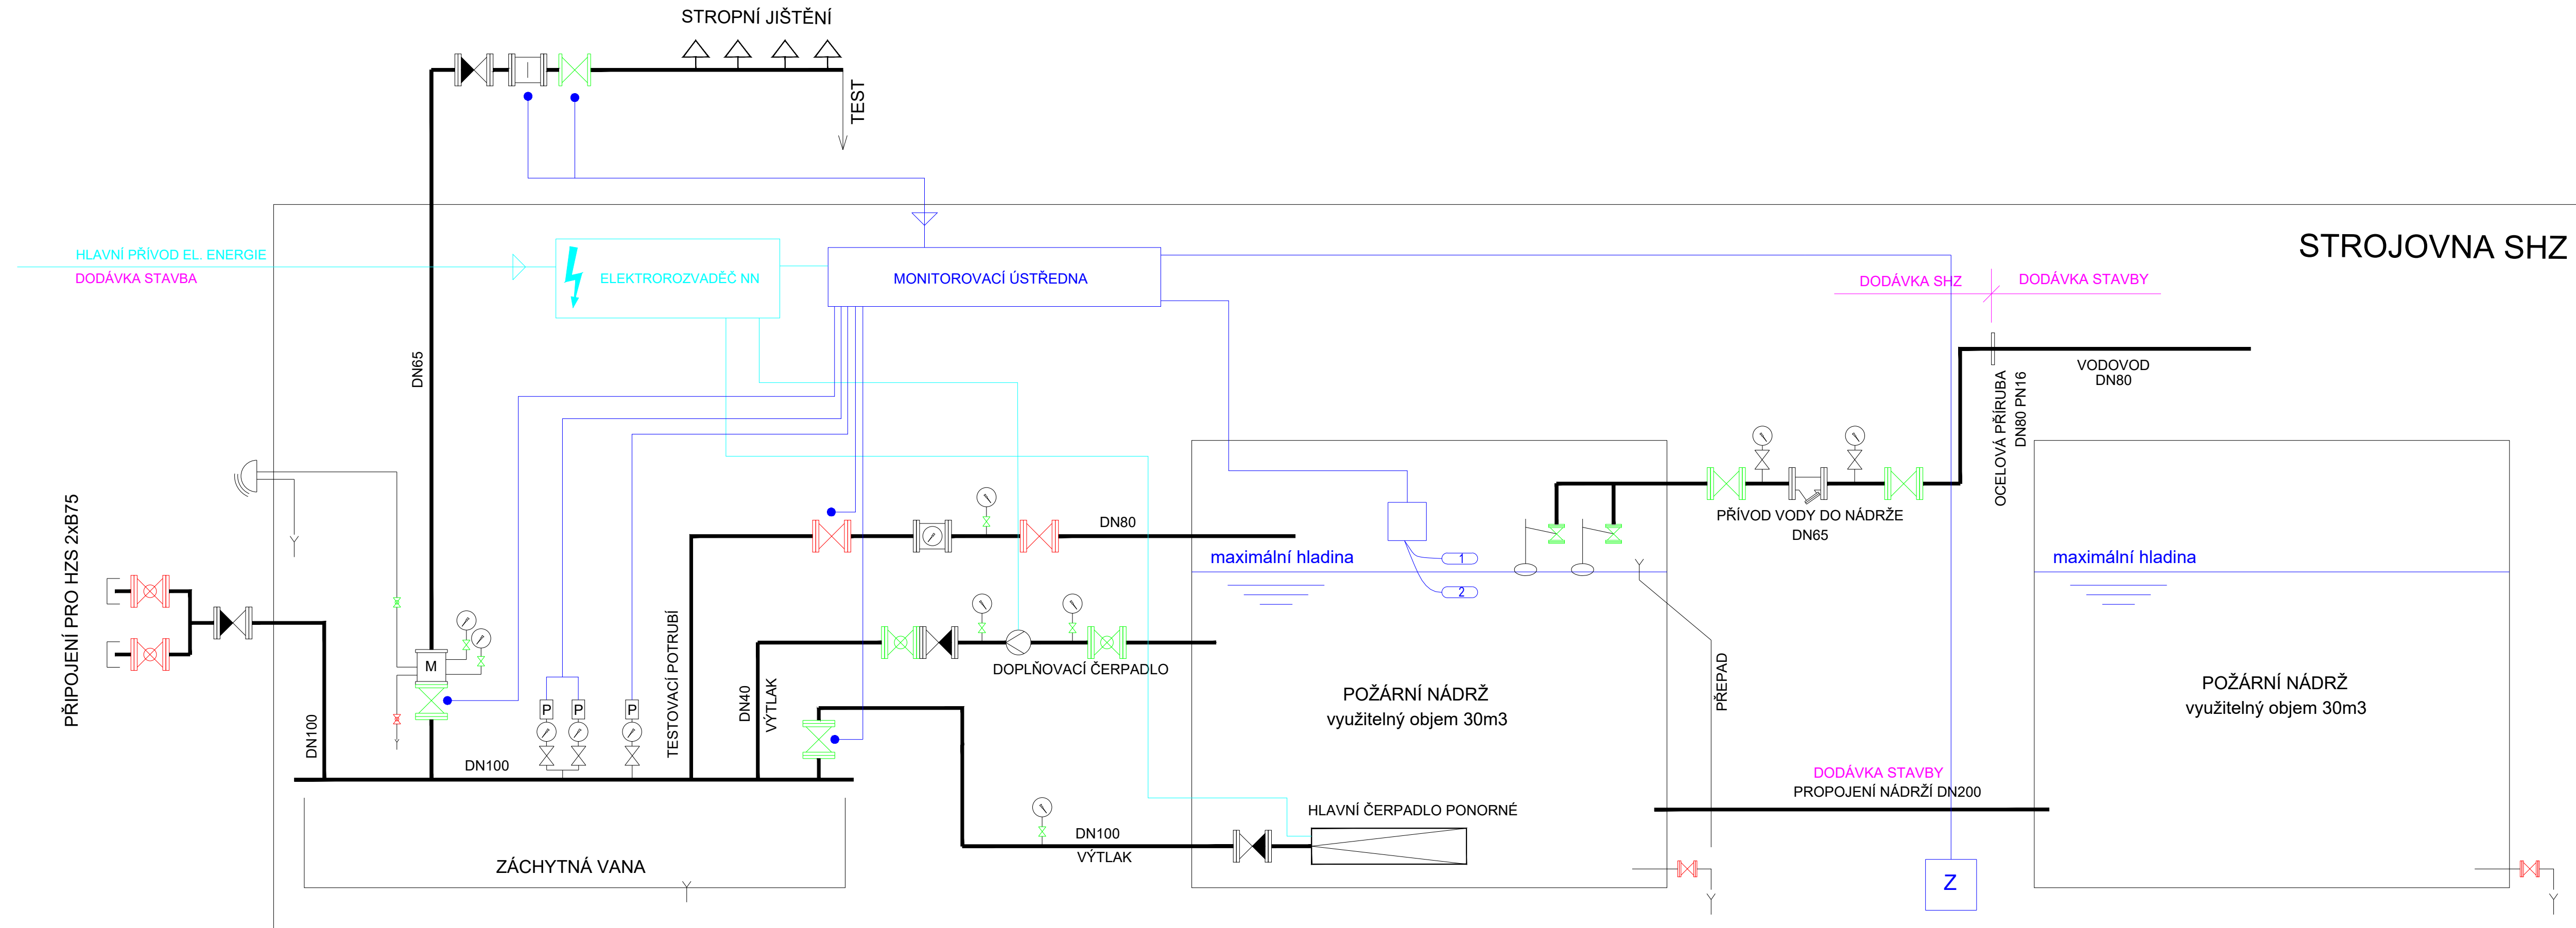 STROPNÍ JIŠTĚNÍ
TEST
STROJOVNA SHZ
HLAVNÍ PŘÍVOD EL. ENERGIE
DODÁVKA STAVBA
ELEKTROROZVADĚČ NN
MONITOROVACÍ ÚSTŘEDNA
DODÁVKA SHZ
DODÁVKA STAVBY
VODOVOD
DN80
OCELOVÁ PŘÍRUBA
DN80 PN16
DN65
PŘIPOJENÍ PRO HZS 2xB75
DN80
PŘÍVOD VODY DO NÁDRŽE
DN65
maximální hladina
1
2
maximální hladina
M
P
P
P
TESTOVACÍ POTRUBÍ
DN40
VÝTLAK
DOPLŇOVACÍ ČERPADLO
POŽÁRNÍ NÁDRŽ
využitelný objem 30m3
PŘEPAD
POŽÁRNÍ NÁDRŽ
využitelný objem 30m3
DN100
DN100
DODÁVKA STAVBY
PROPOJENÍ NÁDRŽÍ DN200
HLAVNÍ ČERPADLO PONORNÉ
DN100
VÝTLAK
ZÁCHYTNÁ VANA
Z